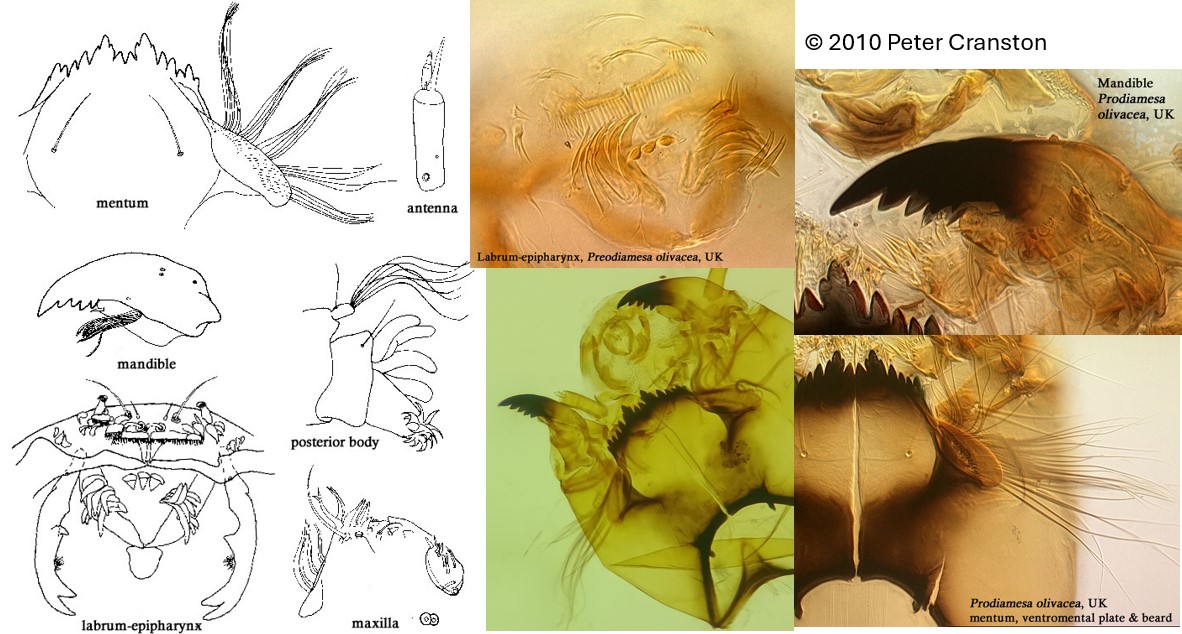 © 2010 Peter Cranston
Mandible
Prodiamesa
olivacea, UK
mentum
antenna
Labrum-epipharynx, Preodiamesa olivacea, UK
mandible
posterior body
labrum-epipharynx
maxilla
Prodiamesa olivacea, UK
mentum, ventromental plate & beard